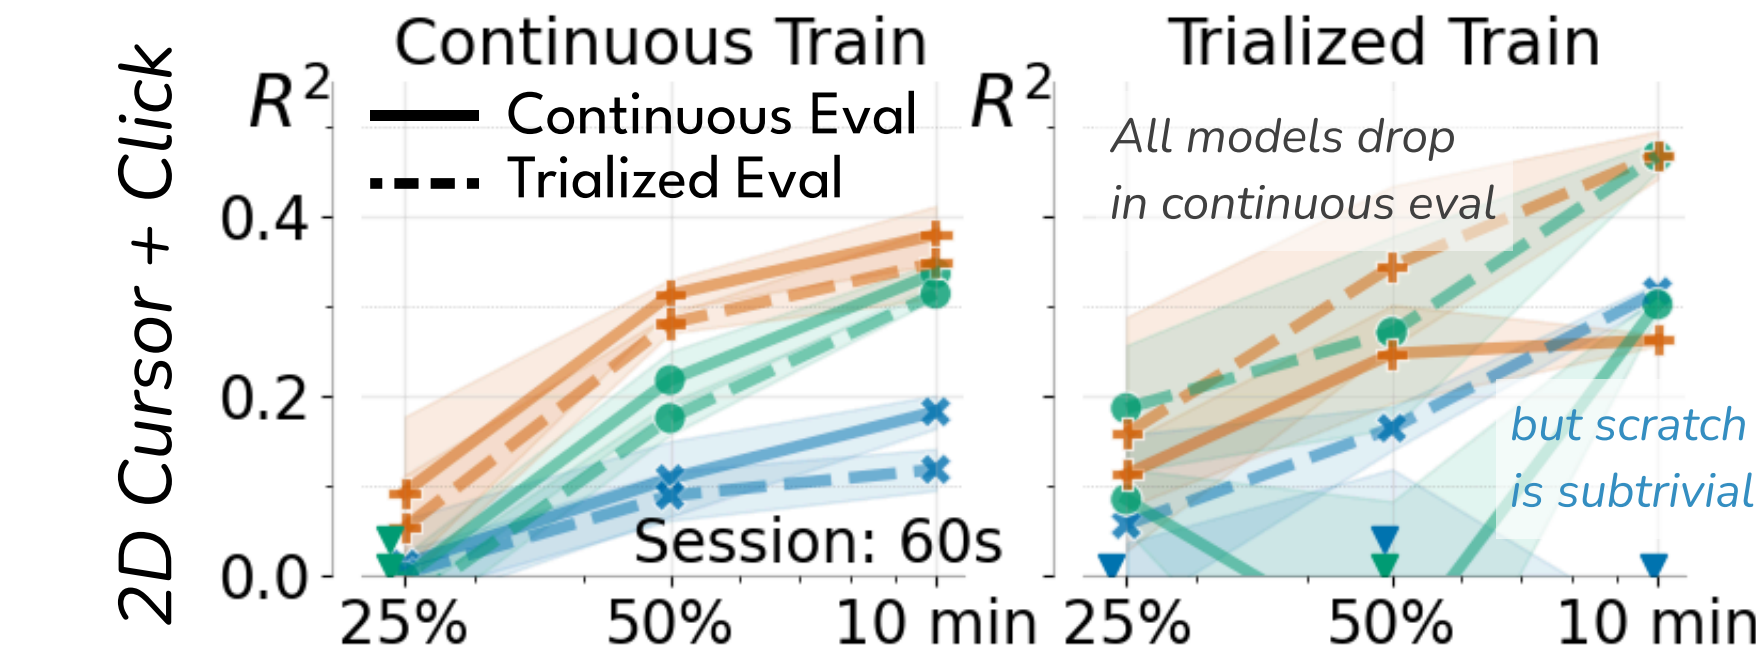 2D Cursor + Click
Continuous Train
R²
Continuous Eval
Trialized Eval
0.4
0.2
0.0
Session: 60s
25%
50%
10 min
Trialized Train
R²
All models drop
in continuous eval
but scratch
is subtrivial
25%
50%
10 min